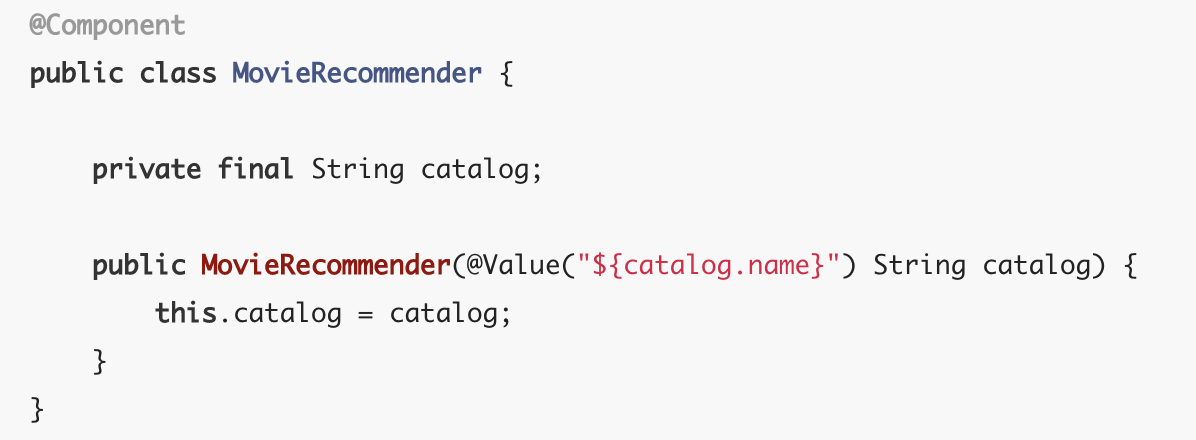 @Component
public class MovieRecommender {
    private final String catalog;
    public MovieRecommender(@Value("${catalog.name}") String catalog) {
        this.catalog = catalog;
    }
}